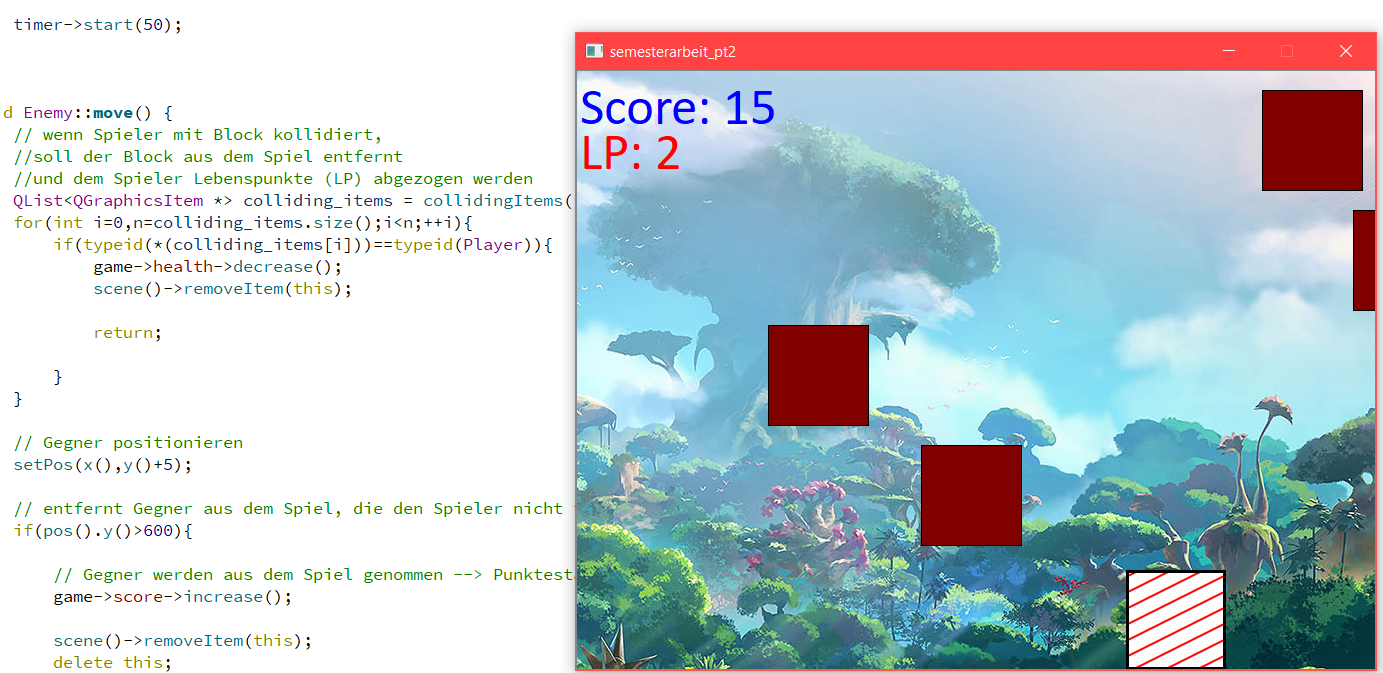 timer->start(50);
d Enemy::move() {
// wenn Spieler mit Block kollidiert,
//soll der Block aus dem Spiel entfernt
//und dem Spieler Lebenspunkte (LP) abgezogen werden
QList<QGraphicsItem *> colliding_items = collidingItems(
for(int i=0,n=colliding_items.size();i<n;++i){
if(typeid(*(colliding_items[i]))==typeid(Player)){
game->health->decrease();
scene()->removeItem(this);
return;
}
}
// Gegner positionieren
setPos(x(),y()+5);
// entfernt Gegner aus dem Spiel, die den Spieler nicht
if(pos().y()>600){
// Gegner werden aus dem Spiel genommen --> Punktest
game->score->increase();
scene()->removeItem(this);
delete this;
semesterarbeit_pt2
Score: 15
LP: 2